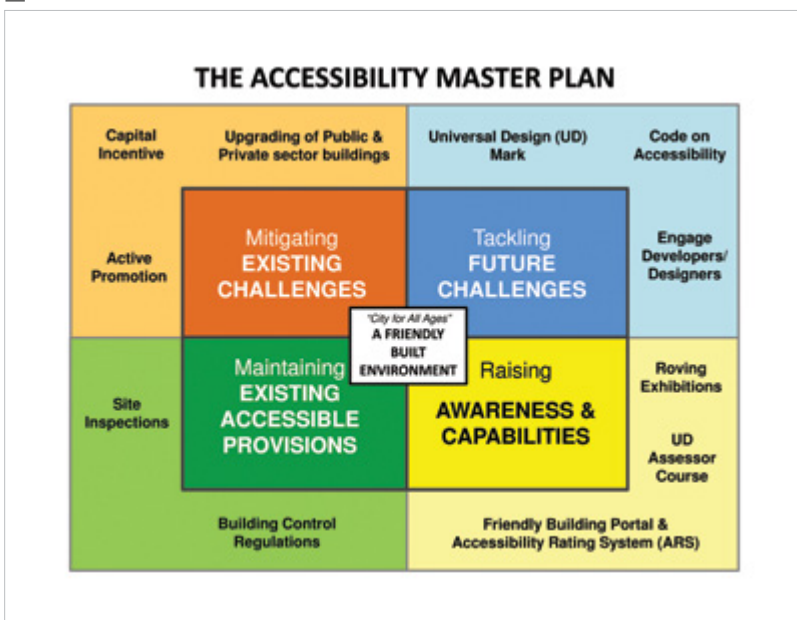 THE ACCESSIBILITY MASTER PLAN
Capital
Incentive
Upgrading of Public &
Private sector buildings
Universal Design (UD)
Mark
Code on
Accessibility
Active
Promotion
Mitigating
EXISTING
CHALLENGES
Tackling
FUTURE
CHALLENGES
Engage
Developers/
Designers
"City for All Ages"
A FRIENDLY
BUILT
ENVIRONMENT
Site
Inspections
Maintaining
EXISTING
ACCESSIBLE
PROVISIONS
Raising
AWARENESS &
CAPABILITIES
Roving
Exhibitions
UD
Assessor
Course
Building Control
Regulations
Friendly Building Portal &
Accessibility Rating System (ARS)